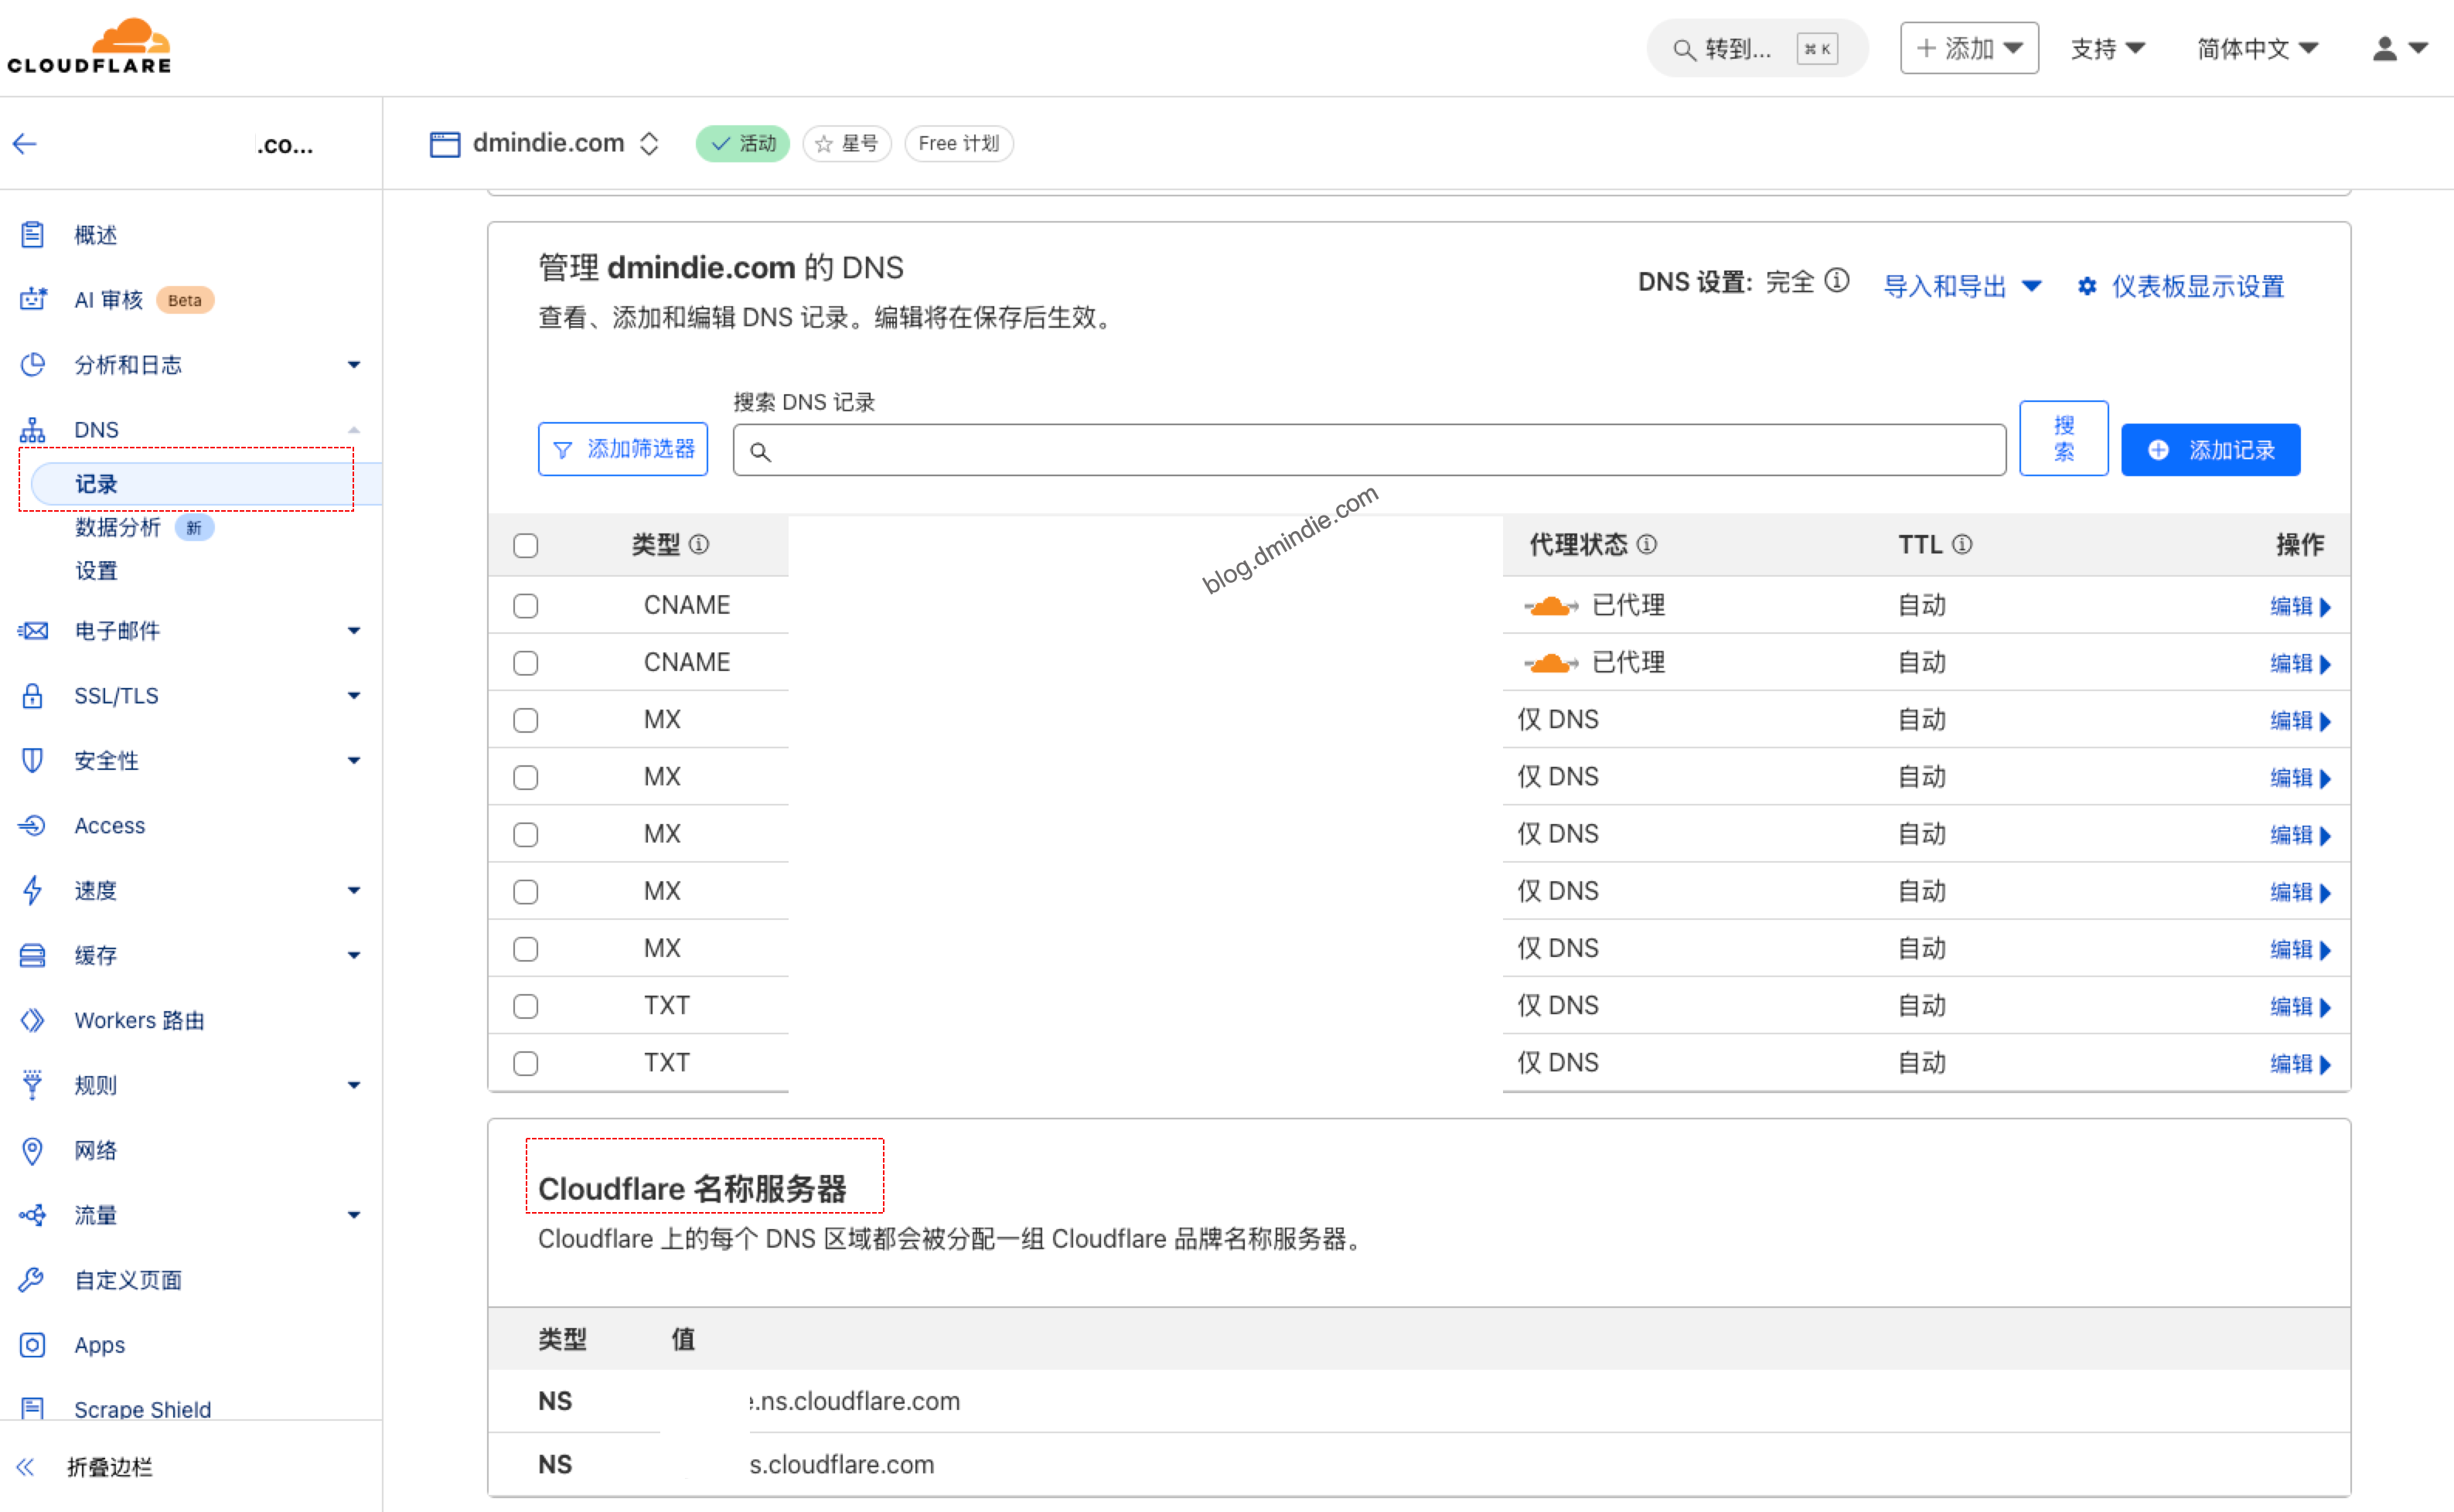 CLOUDFLARE
转到... ⌘ K
添加
支持
简体中文
.co...
dmindie.com
活动
星号
Free 计划
概述
AI 审核 Beta
分析和日志
DNS
记录
数据分析 新
设置
电子邮件
SSL/TLS
安全性
Access
速度
缓存
Workers 路由
规则
网络
流量
自定义页面
Apps
Scrape Shield
折叠边栏
管理 dmindie.com 的 DNS
查看、添加和编辑 DNS 记录。编辑将在保存后生效。
DNS 设置: 完全
导入和导出
仪表板显示设置
搜索 DNS 记录
添加筛选器
搜索
添加记录
blog.dmindie.com
类型 代理状态 TTL 操作
CNAME 已代理 自动 编辑
CNAME 已代理 自动 编辑
MX 仅 DNS 自动 编辑
MX 仅 DNS 自动 编辑
MX 仅 DNS 自动 编辑
MX 仅 DNS 自动 编辑
MX 仅 DNS 自动 编辑
TXT 仅 DNS 自动 编辑
TXT 仅 DNS 自动 编辑
Cloudflare 名称服务器
Cloudflare 上的每个 DNS 区域都会被分配一组 Cloudflare 品牌名称服务器。
类型 值
NS .ns.cloudflare.com
NS s.cloudflare.com